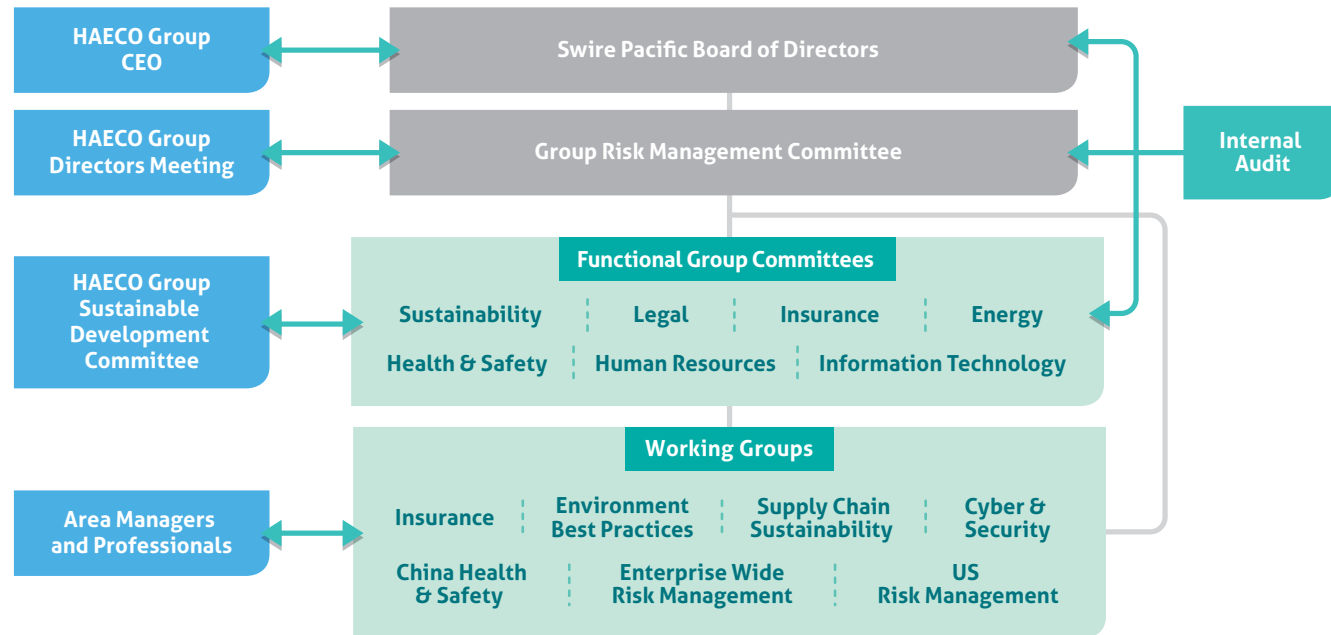 HAECO Group
CEO
Swire Pacific Board of Directors
HAECO Group
Directors Meeting
Group Risk Management Committee
Internal
Audit
HAECO Group
Sustainable
Development
Committee
Functional Group Committees
Sustainability
Legal
Insurance
Energy
Health & Safety
Human Resources
Information Technology
Area Managers
and Professionals
Working Groups
Insurance
Environment
Best Practices
Supply Chain
Sustainability
Cyber &
Security
China Health
& Safety
Enterprise Wide
Risk Management
US
Risk Management